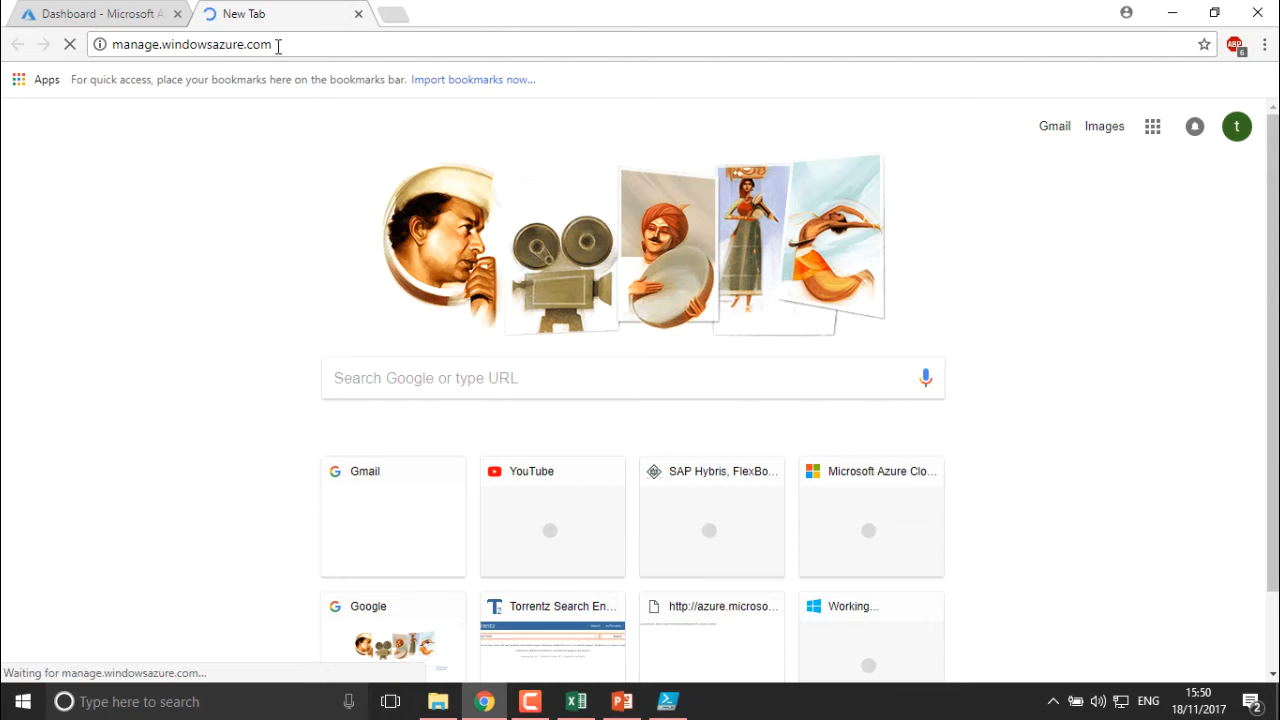 Dashboard - Microsoft A
New Tab
manage.windowsazure.com
ABP
6
Apps
For quick access, place your bookmarks here on the bookmarks bar. Import bookmarks now...
Gmail
Images
t
Search Google or type URL
Gmail
YouTube
SAP Hybris, FlexBo...
Microsoft Azure Clo...
Google
Torrentz Search En...
http://azure.microso...
Working...
Waiting for manage.windowsazure.com...
Type here to search
ENG
15:50
18/11/2017
2